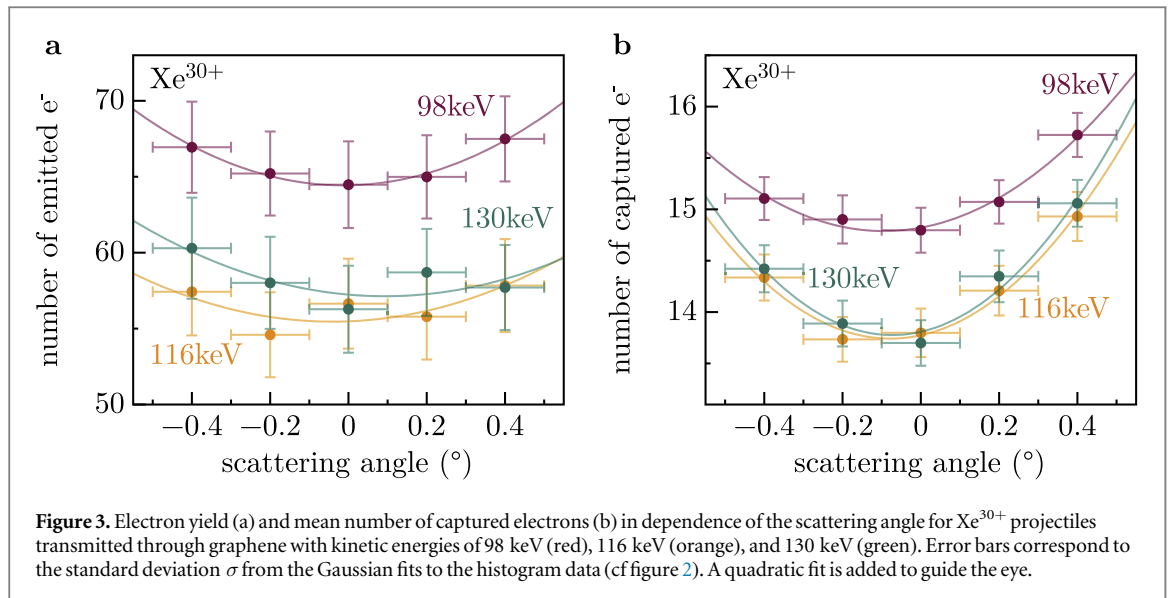 a
Xe³⁰⁺
98keV
130keV
116keV
number of emitted e⁻
70
60
50
−0.4 −0.2 0 0.2 0.4
scattering angle (°)
b
Xe³⁰⁺
98keV
130keV
116keV
number of captured e⁻
16
15
14
−0.4 −0.2 0 0.2 0.4
scattering angle (°)
Figure 3. Electron yield (a) and mean number of captured electrons (b) in dependence of the scattering angle for Xe³⁰⁺ projectiles
transmitted through graphene with kinetic energies of 98 keV (red), 116 keV (orange), and 130 keV (green). Error bars correspond to
the standard deviation σ from the Gaussian fits to the histogram data (cf figure 2). A quadratic fit is added to guide the eye.